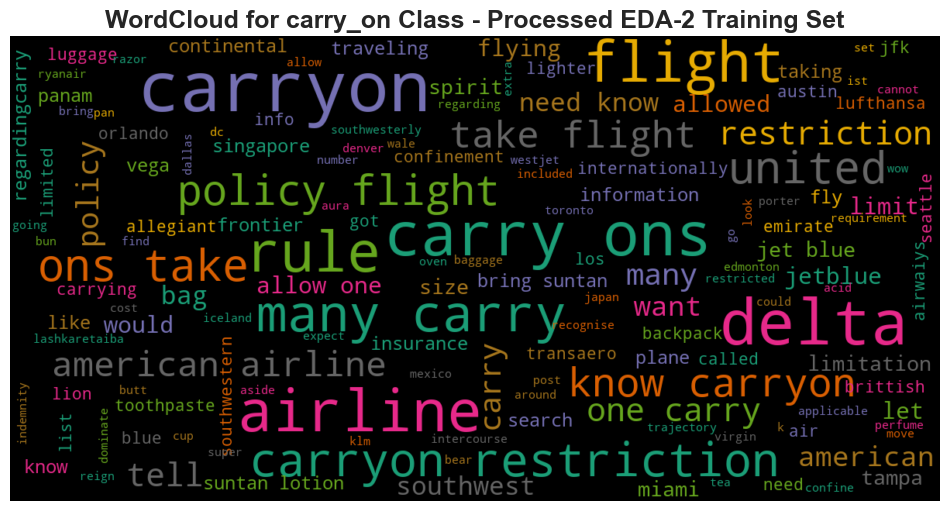 WordCloud for carry_on Class - Processed EDA-2 Training Set
luggage
razor
continental
allow
traveling
flying
flight
set
jfk
ryanair
carryon
lighter
extra
taking
ist
cannot
panam
bring
pan
info
spirit
regarding
need know
allowed
austin
lufthansa
regardingcarry
limited
policy
orlando
dc
southwesterly
wale
take flight
restriction
vega
singapore
dallas
number
denver
confinement
westjet
included
internationally
united
wow
policy flight
aura
information
porter
fly
limit
seattle
going
allegiant
frontier
got
toronto
look
emirate
requirement
bun
find
rule
carry ons
go
jet blue
ons take
oven
baggage
los
edmonton
restricted
jetblue
airwaiys
carrying
bag
allow one
size
bring suntan
many
acid
cost
iceland
many carry
japan
want
could
delta
like
would
expect
insurance
recognise
backpack
lashkaretaiba
american airline
carry
transaero
plane
called
limitation
mexico
southwestern
indemnity
lion
butt
aside
airline
post
know carryon
brittish
toothpaste
around
one carry
applicable
let
list
dominate
blue
cup
klm
intercourse
search
trajectory
air
k
perfume
move
know
super
carryon restriction
bear
virgin
american
reign
tell
suntan lotion
southwest
miami
tea
need
confine
tampa